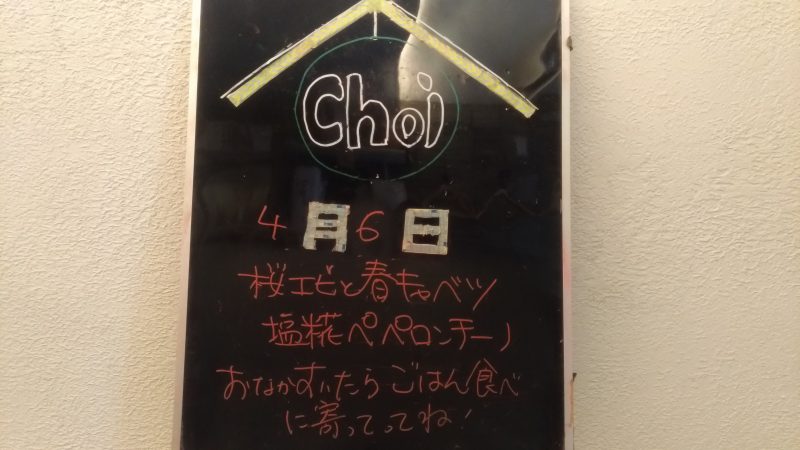 Choi
4月6日
桜エビと春キャベツ
塩糀ペペロンチーノ
おなかすいたらごはん食べ
に寄ってってね!